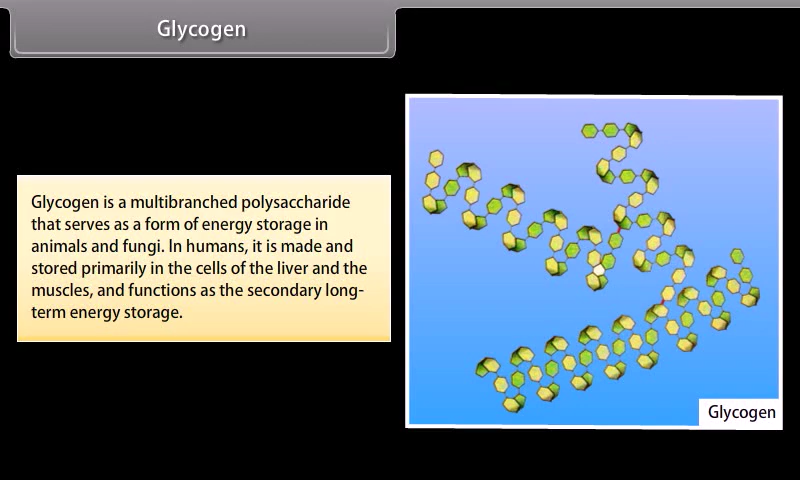 Glycogen
Glycogen is a multibranched polysaccharide
that serves as a form of energy storage in
animals and fungi. In humans, it is made and
stored primarily in the cells of the liver and the
muscles, and functions as the secondary long-
term energy storage.
Glycogen